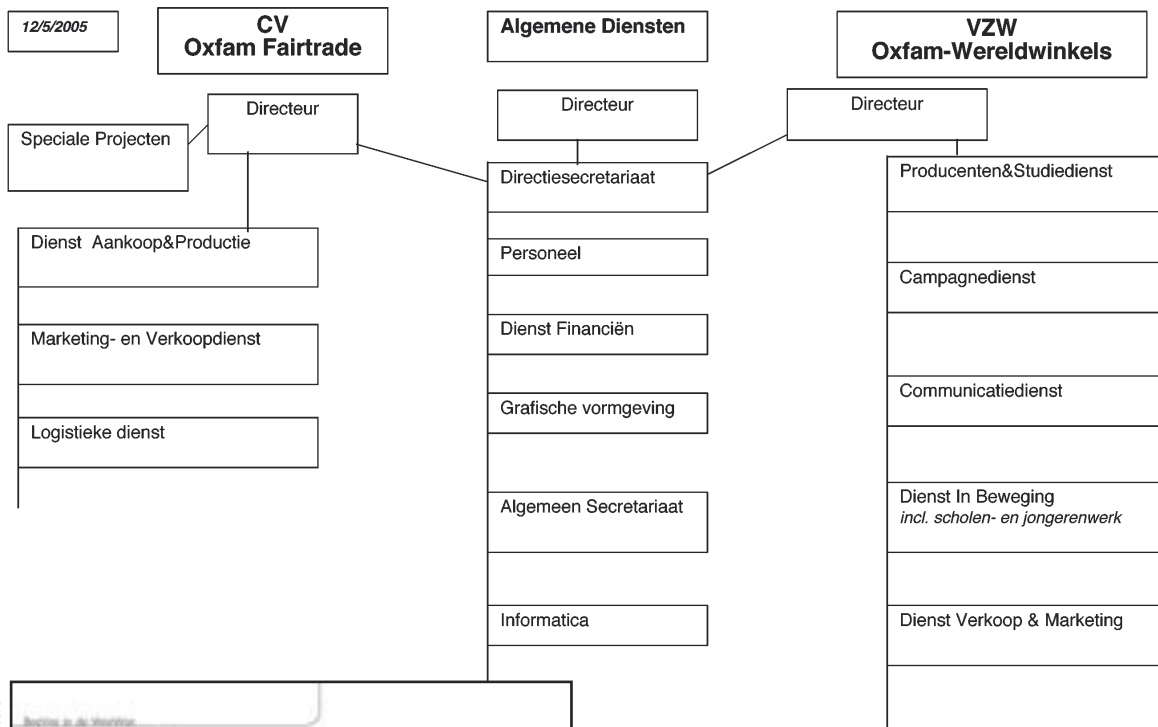 12/5/2005
CV
Oxfam Fairtrade
Algemene Diensten
VZW
Oxfam-Wereldwinkels
Directeur
Directeur
Directeur
Speciale Projecten
Directiesecretariaat
Producenten&Studiedienst
Dienst Aankoop&Productie
Personeel
Campagnedienst
Marketing- en Verkoopdienst
Dienst Financiën
Communicatiedienst
Grafische vormgeving
Logistieke dienst
Algemeen Secretariaat
Dienst In Beweging
incl. scholen- en jongerenwerk
Informatica
Dienst Verkoop & Marketing